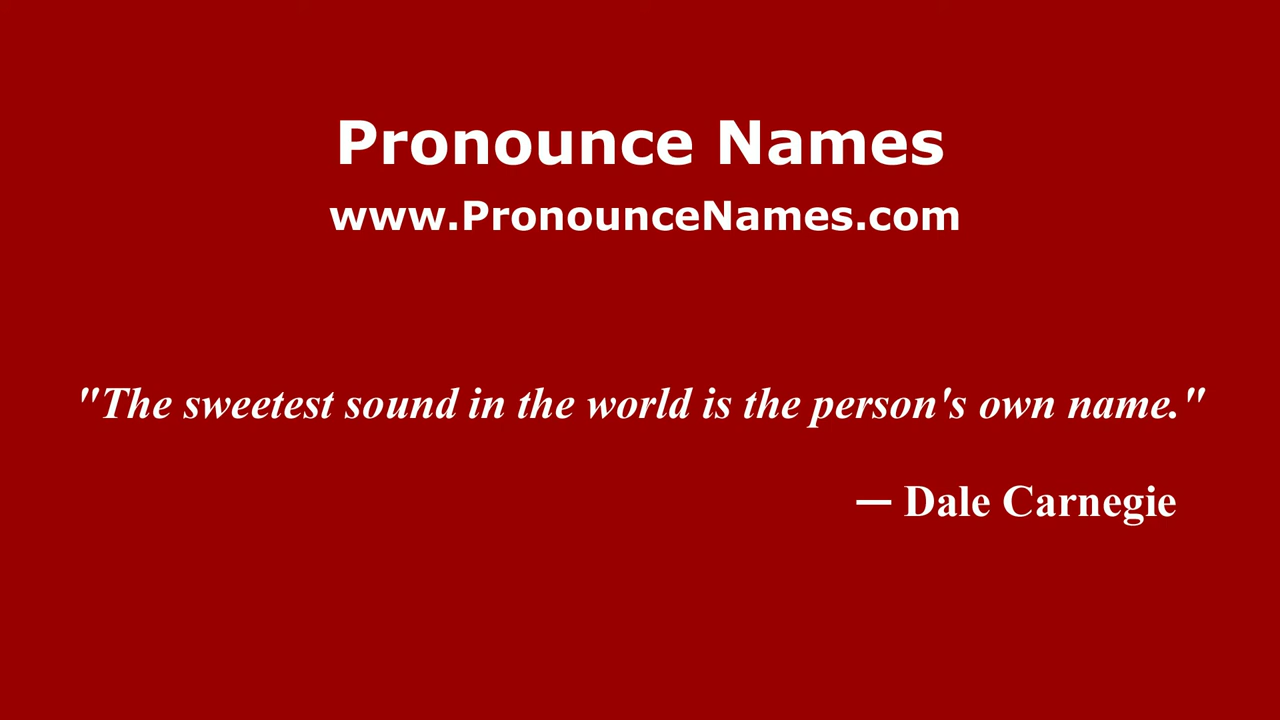 Pronounce Names
www.PronounceNames.com
"The sweetest sound in the world is the person's own name."
— Dale Carnegie